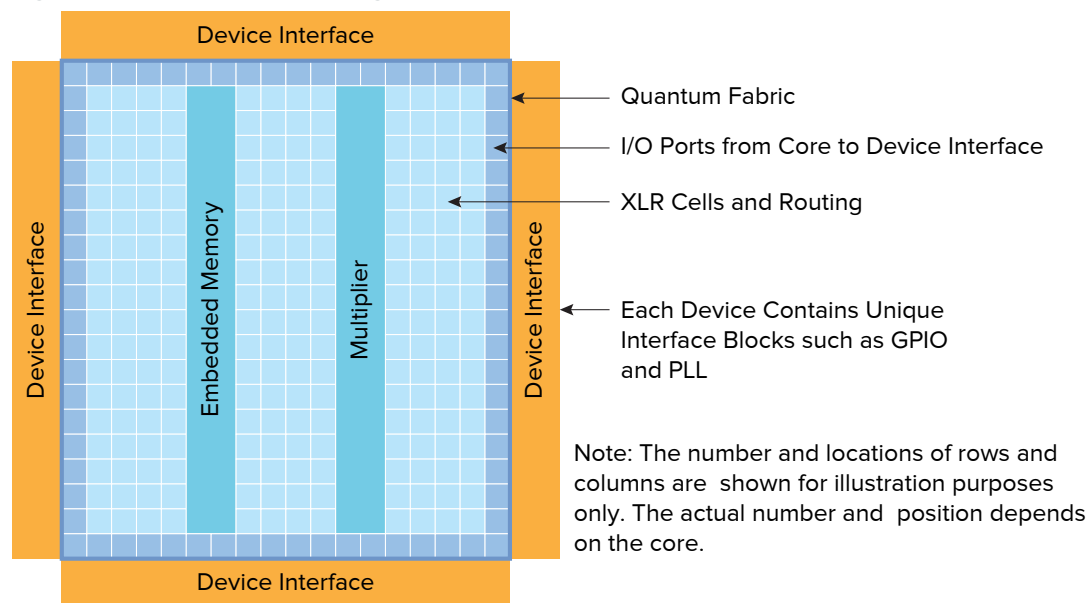 Device Interface
Device Interface
Embedded Memory
Multiplier
Device Interface
Quantum Fabric
I/O Ports from Core to Device Interface
XLR Cells and Routing
Each Device Contains Unique
Interface Blocks such as GPIO
and PLL
Note: The number and locations of rows and
columns are shown for illustration purposes
only. The actual number and position depends
on the core.
Device Interface